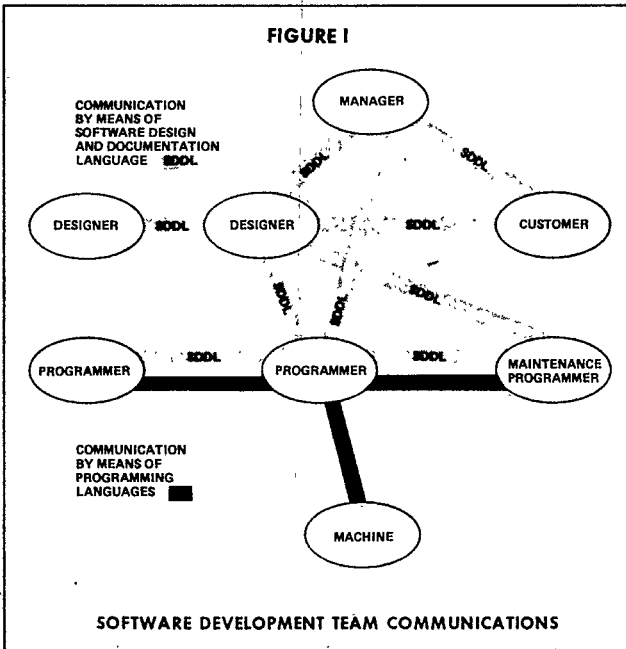 FIGURE I
COMMUNICATION
BY MEANS OF
SOFTWARE DESIGN
AND DOCUMENTATION
LANGUAGE SDDL
MANAGER
SDDL
SDDL
DESIGNER
SDDL
DESIGNER
SDDL
CUSTOMER
SDDL
SDDL
SDDL
PROGRAMMER
SDDL
PROGRAMMER
SDDL
MAINTENANCE
PROGRAMMER
COMMUNICATION
BY MEANS OF
PROGRAMMING
LANGUAGES
MACHINE
SOFTWARE DEVELOPMENT TEAM COMMUNICATIONS